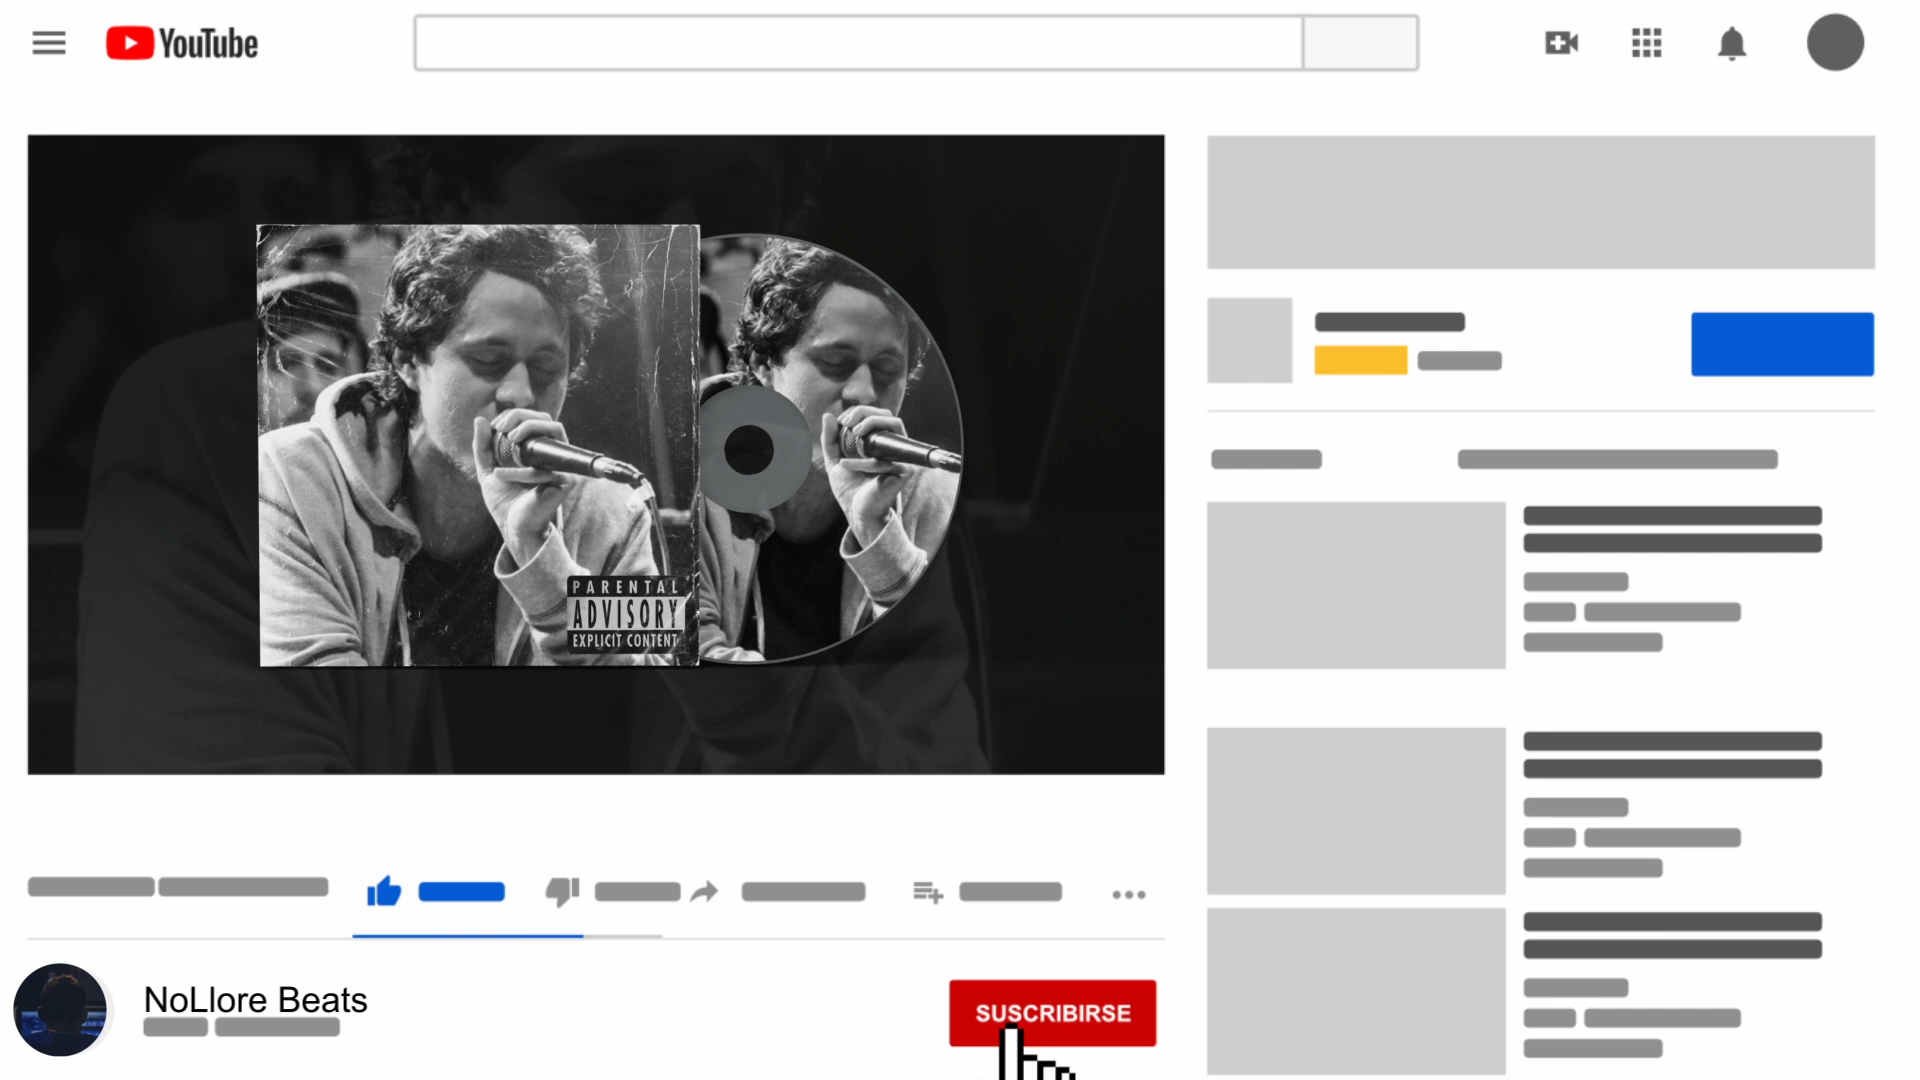 YouTube
PARENTAL
ADVISORY
EXPLICIT CONTENT
NoLlore Beats
SUSCRIBIRSE